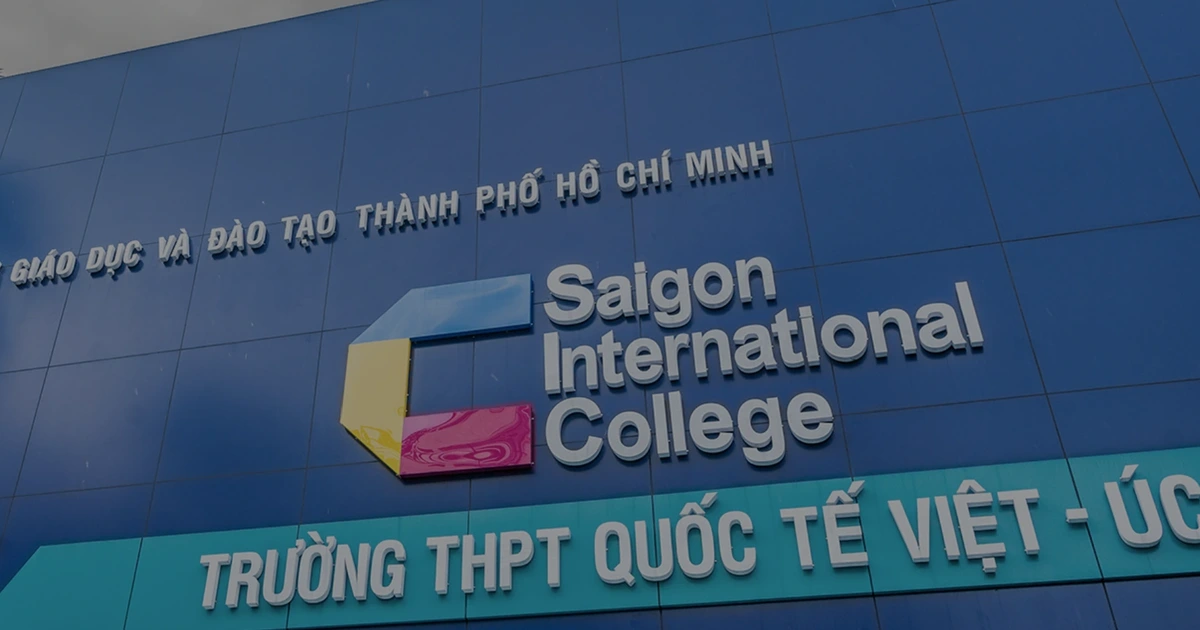 GIÁO DỤC VÀ ĐÀO TẠO THÀNH PHỐ HỒ CHÍ MINH
Saigon
International
College
TRƯỜNG THPT QUỐC TẾ VIỆT - ÚC